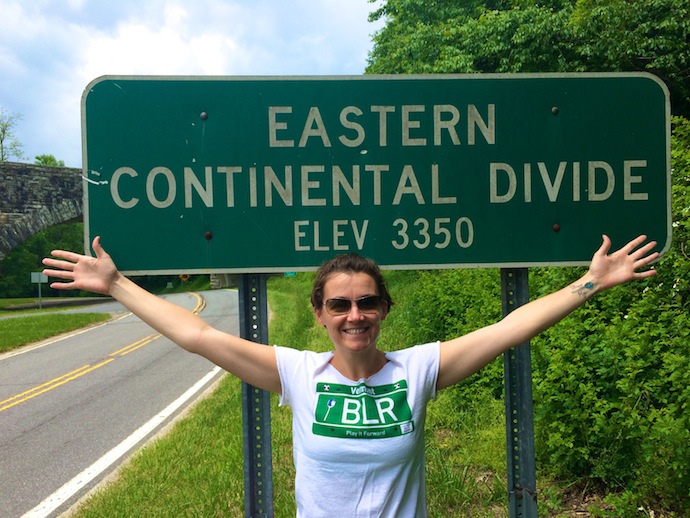 EASTERN
CONTINENTAL DIVIDE
ELEV 3350
BLR
Play It Forward